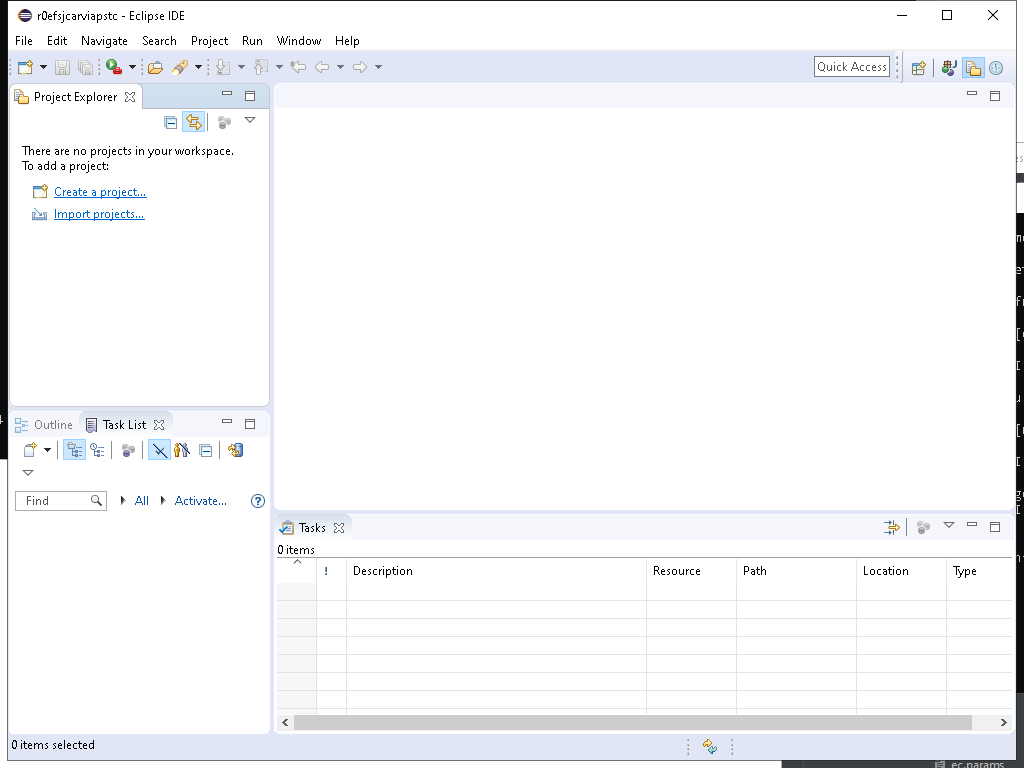 r0efsjcarviapstc - Eclipse IDE
File Edit Navigate Search Project Run Window Help
Quick Access
Project Explorer
There are no projects in your workspace.
To add a project:
Create a project...
Import projects...
Outline Task List
Find All Activate...
Tasks
0 items
! Description Resource Path Location Type
0 items selected
ec.params